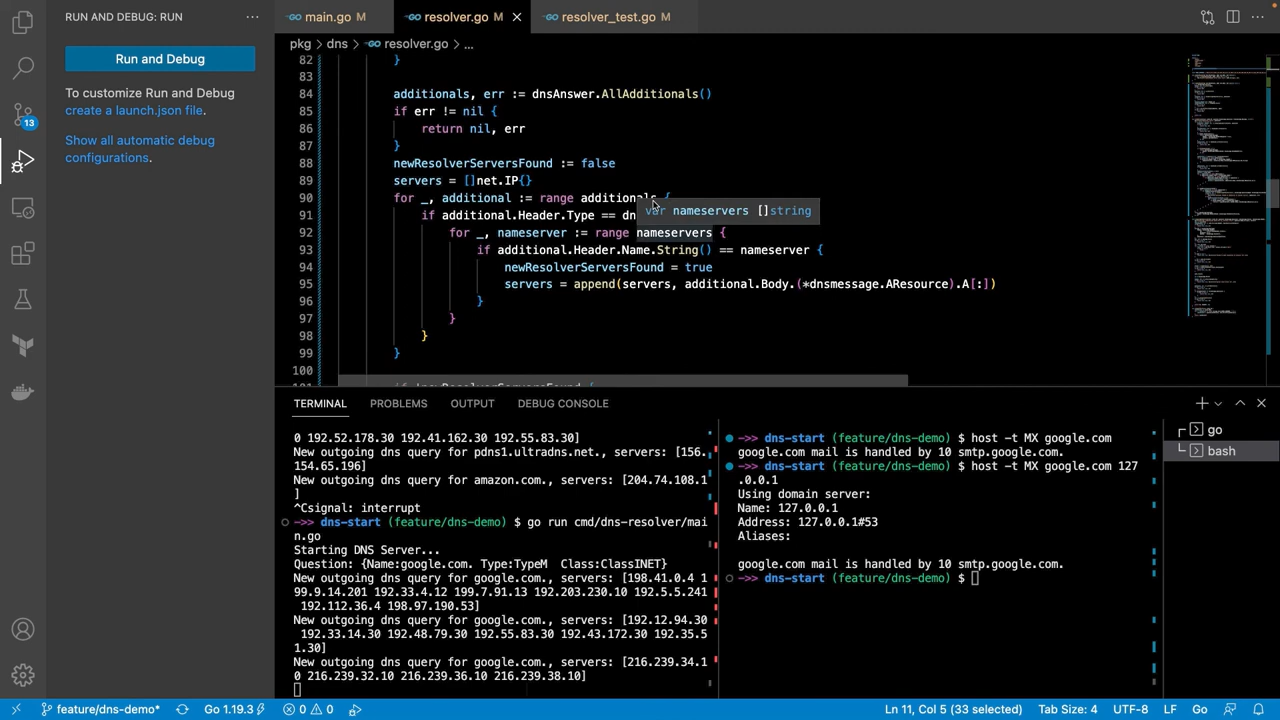 RUN AND DEBUG: RUN
Run and Debug
To customize Run and Debug
create a launch.json file.
Show all automatic debug
configurations.
13
main.go M
resolver.go M
resolver_test.go M
pkg > dns > resolver.go > ...
82 }
83
84 additionals, err := dnsAnswer.AllAdditionals()
85 if err != nil {
86 return nil, err
87 }
88 newResolverServersFound := false
89 servers = []net.IP{}
90 for _, additional := range additionals {
91 if additional.Header.Type == dn
var nameservers []string
92 for _, nameserver := range nameservers {
93 if additional.Header.Name.String() == nameserver {
94 newResolverServersFound = true
95 servers = append(servers, additional.Body.(*dnsmessage.AResource).A[:])
96 }
97 }
98 }
99 }
100
TERMINAL PROBLEMS OUTPUT DEBUG CONSOLE
0 192.52.178.30 192.41.162.30 192.55.83.30]
New outgoing dns query for pdns1.ultradns.net., servers: [156.
154.65.196]
New outgoing dns query for amazon.com., servers: [204.74.108.1
]
^Csignal: interrupt
->> dns-start (feature/dns-demo) $ go run cmd/dns-resolver/mai
n.go
Starting DNS Server...
Question: {Name:google.com. Type:TypeM Class:ClassINET}
New outgoing dns query for google.com., servers: [198.41.0.4 1
99.9.14.201 192.33.4.12 199.7.91.13 192.203.230.10 192.5.5.241
192.112.36.4 198.97.190.53]
New outgoing dns query for google.com., servers: [192.12.94.30
192.33.14.30 192.48.79.30 192.55.83.30 192.43.172.30 192.35.5
1.30]
New outgoing dns query for google.com., servers: [216.239.34.1
0 216.239.32.10 216.239.36.10 216.239.38.10]
->> dns-start (feature/dns-demo) $ host -t MX google.com
google.com mail is handled by 10 smtp.google.com.
->> dns-start (feature/dns-demo) $ host -t MX google.com 127
.0.0.1
Using domain server:
Name: 127.0.0.1
Address: 127.0.0.1#53
Aliases:
google.com mail is handled by 10 smtp.google.com.
->> dns-start (feature/dns-demo) $
go
bash
feature/dns-demo* Go 1.19.3 0 0 Ln 11, Col 5 (33 selected) Tab Size: 4 UTF-8 LF Go